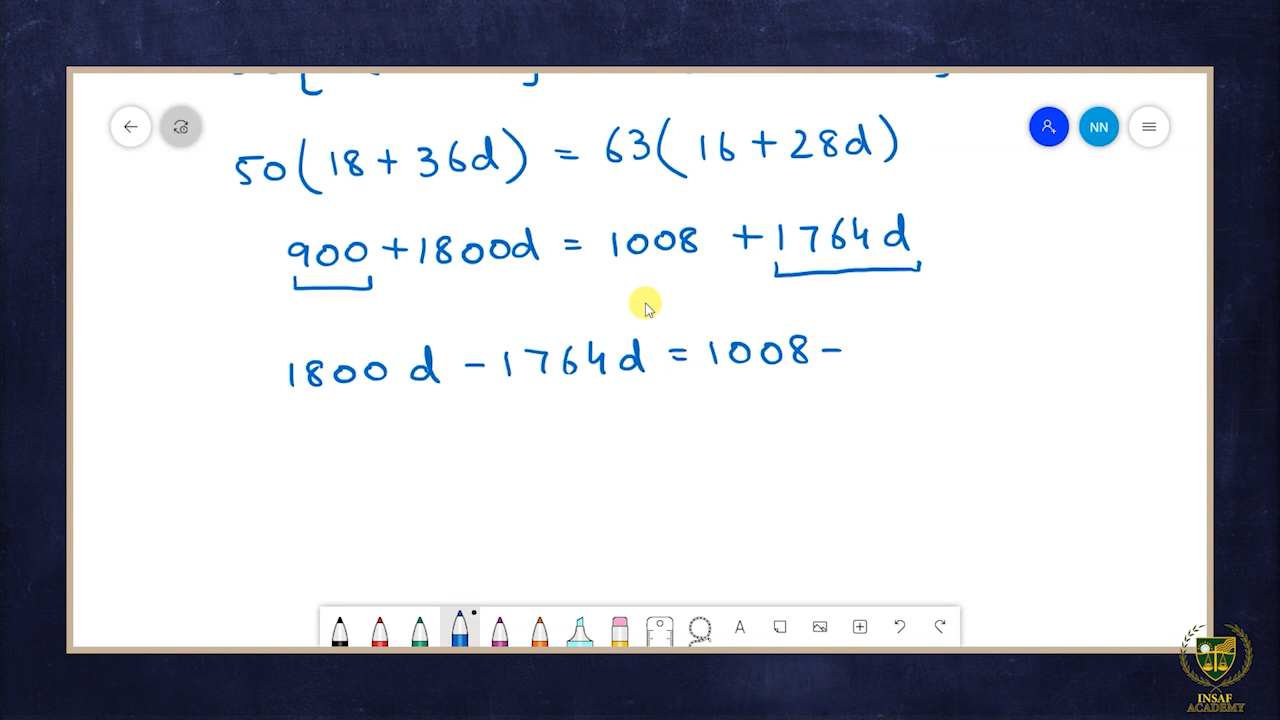 NN
50(18+36d) = 63(16+28d)
900+1800d = 1008 +1764d
1800d -1764d = 1008-
A
INSAF
ACADEMY